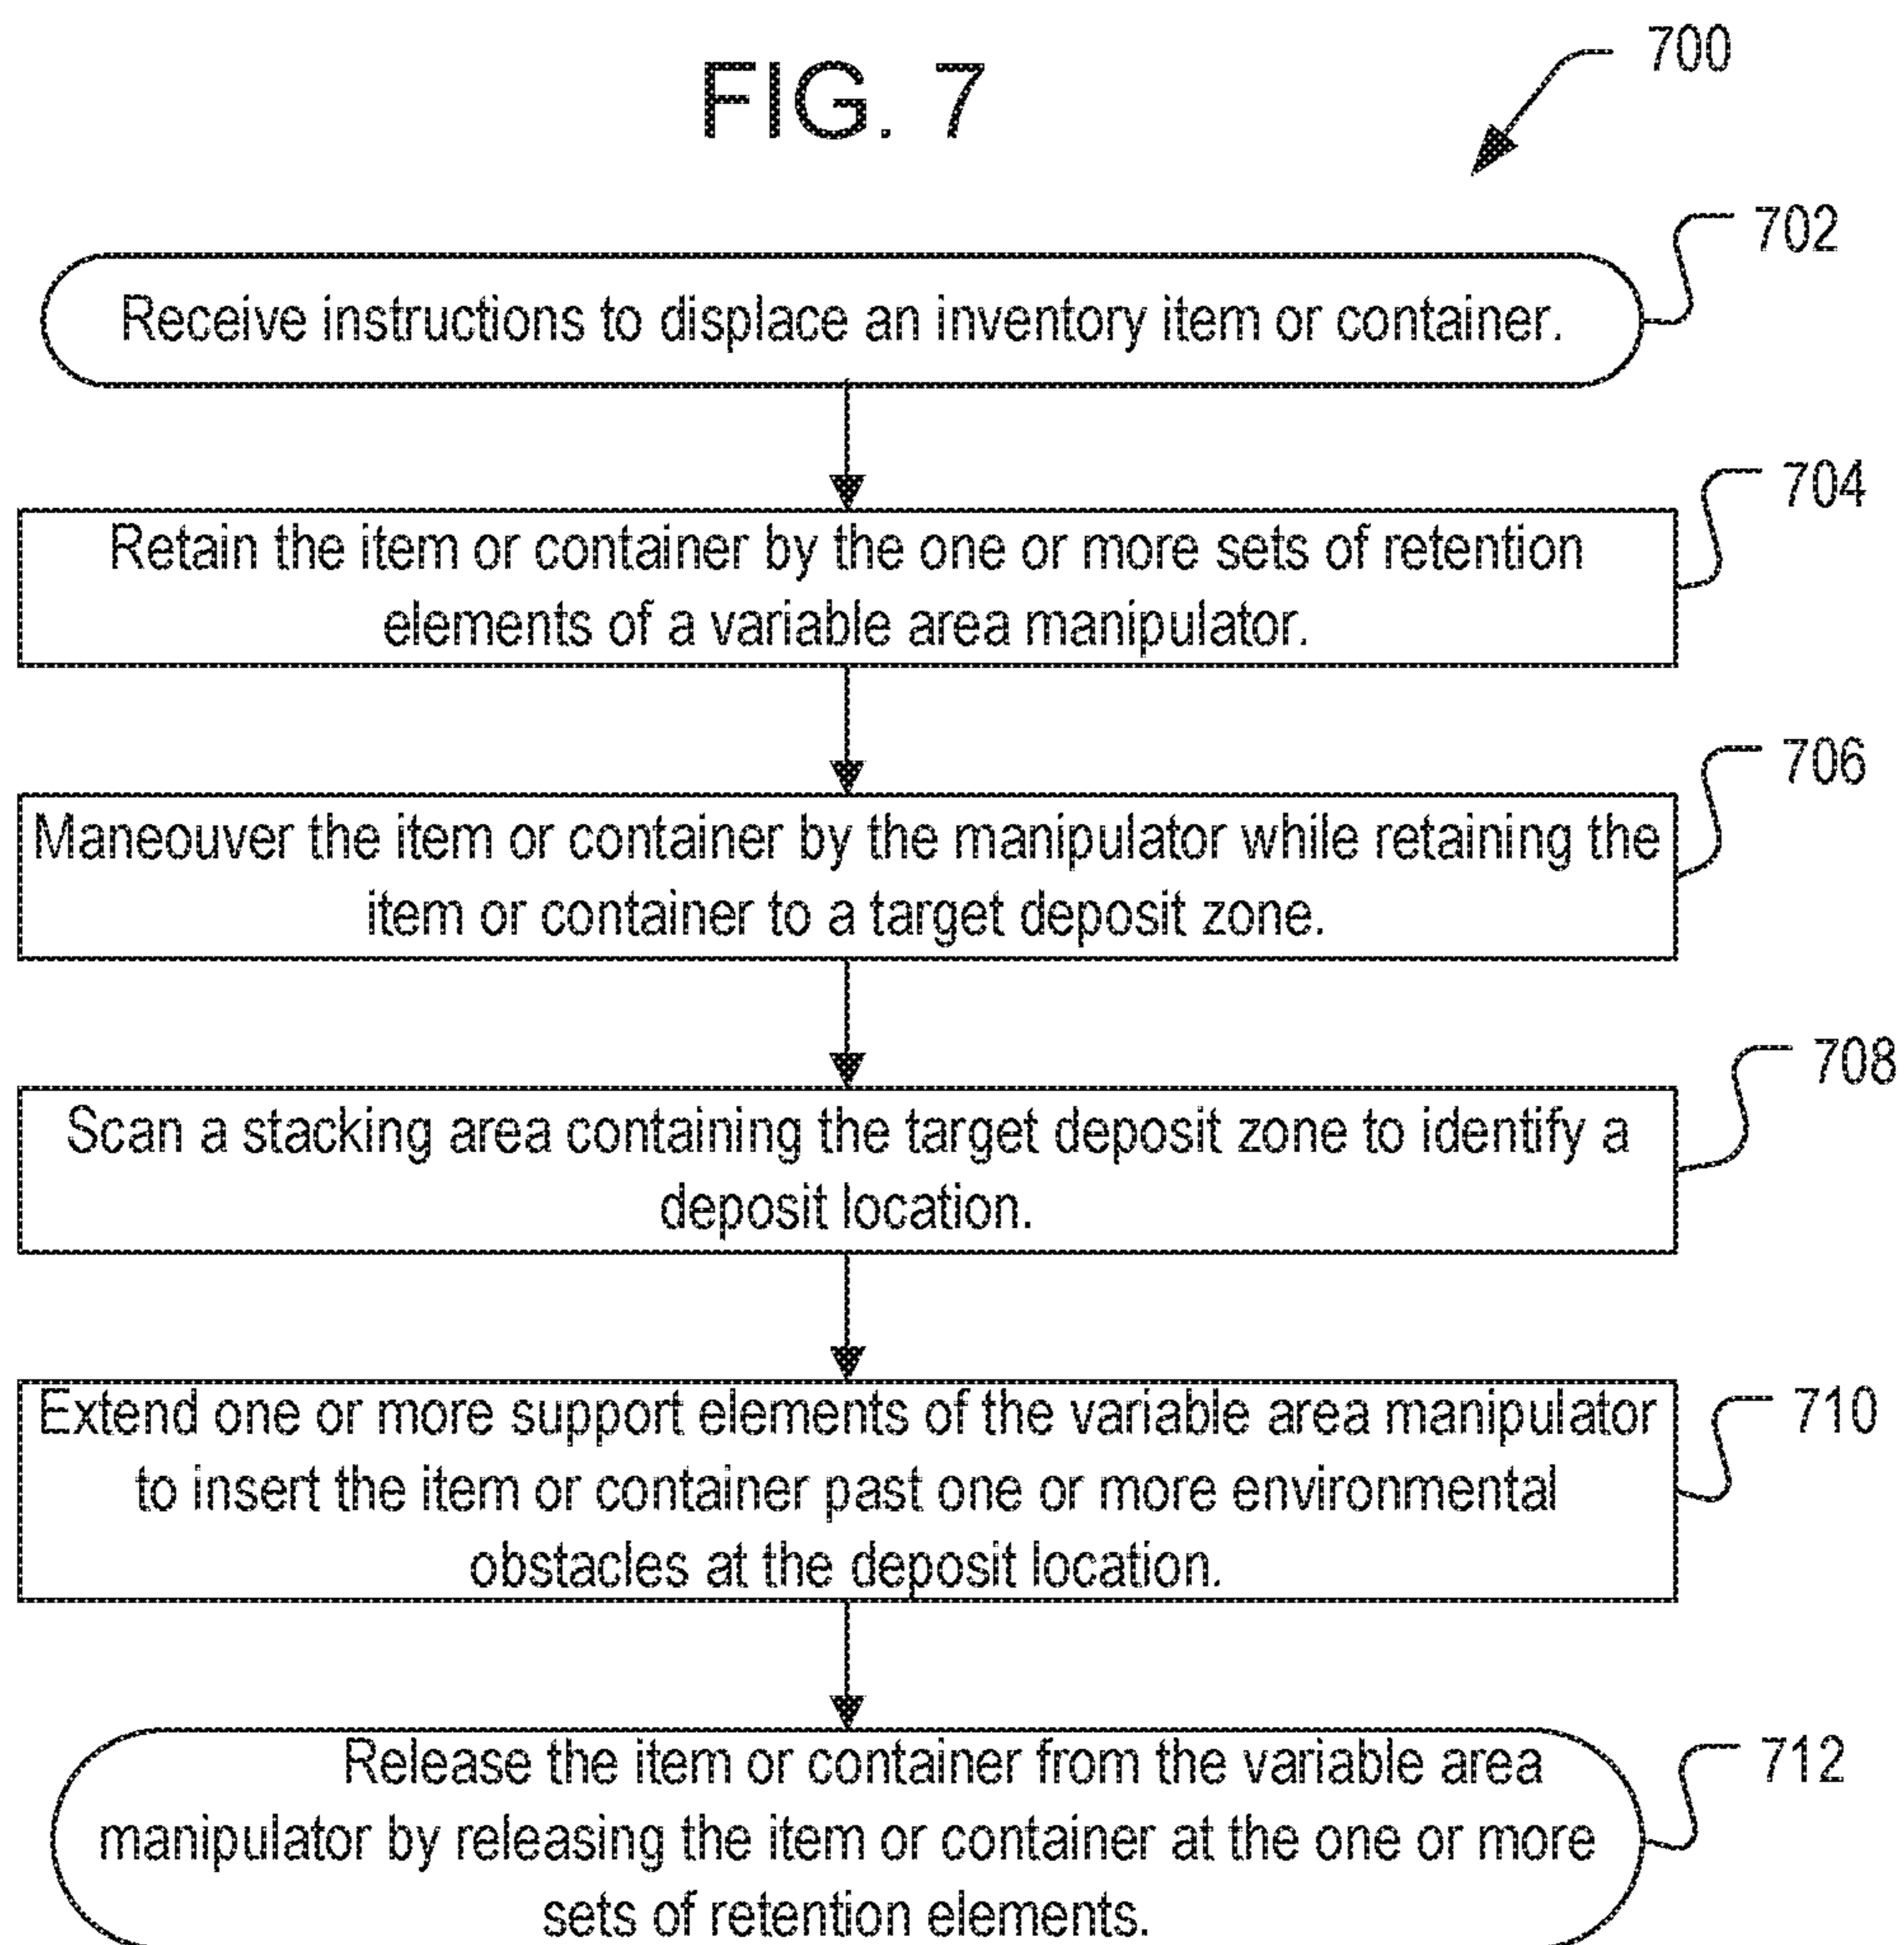 FIG. 7
700
702
Receive instructions to displace an inventory item or container.
704
Retain the item or container by the one or more sets of retention
elements of a variable area manipulator.
706
Maneouver the item or container by the manipulator while retaining the
item or container to a target deposit zone.
708
Scan a stacking area containing the target deposit zone to identify a
deposit location.
710
Extend one or more support elements of the variable area manipulator
to insert the item or container past one or more environmental
obstacles at the deposit location.
712
Release the item or container from the variable area
manipulator by releasing the item or container at the one or more
sets of retention elements.